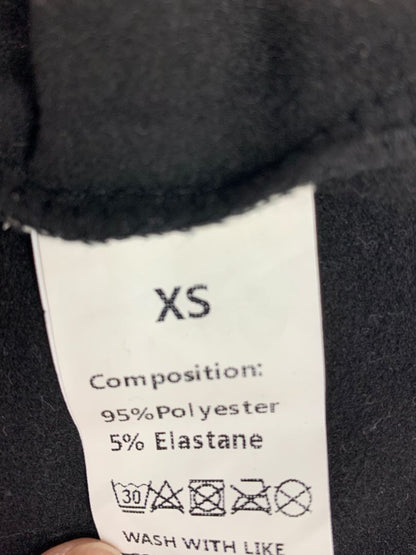 XS
Composition:
95%Polyester
5% Elastane
30
WASH WITH LIKE